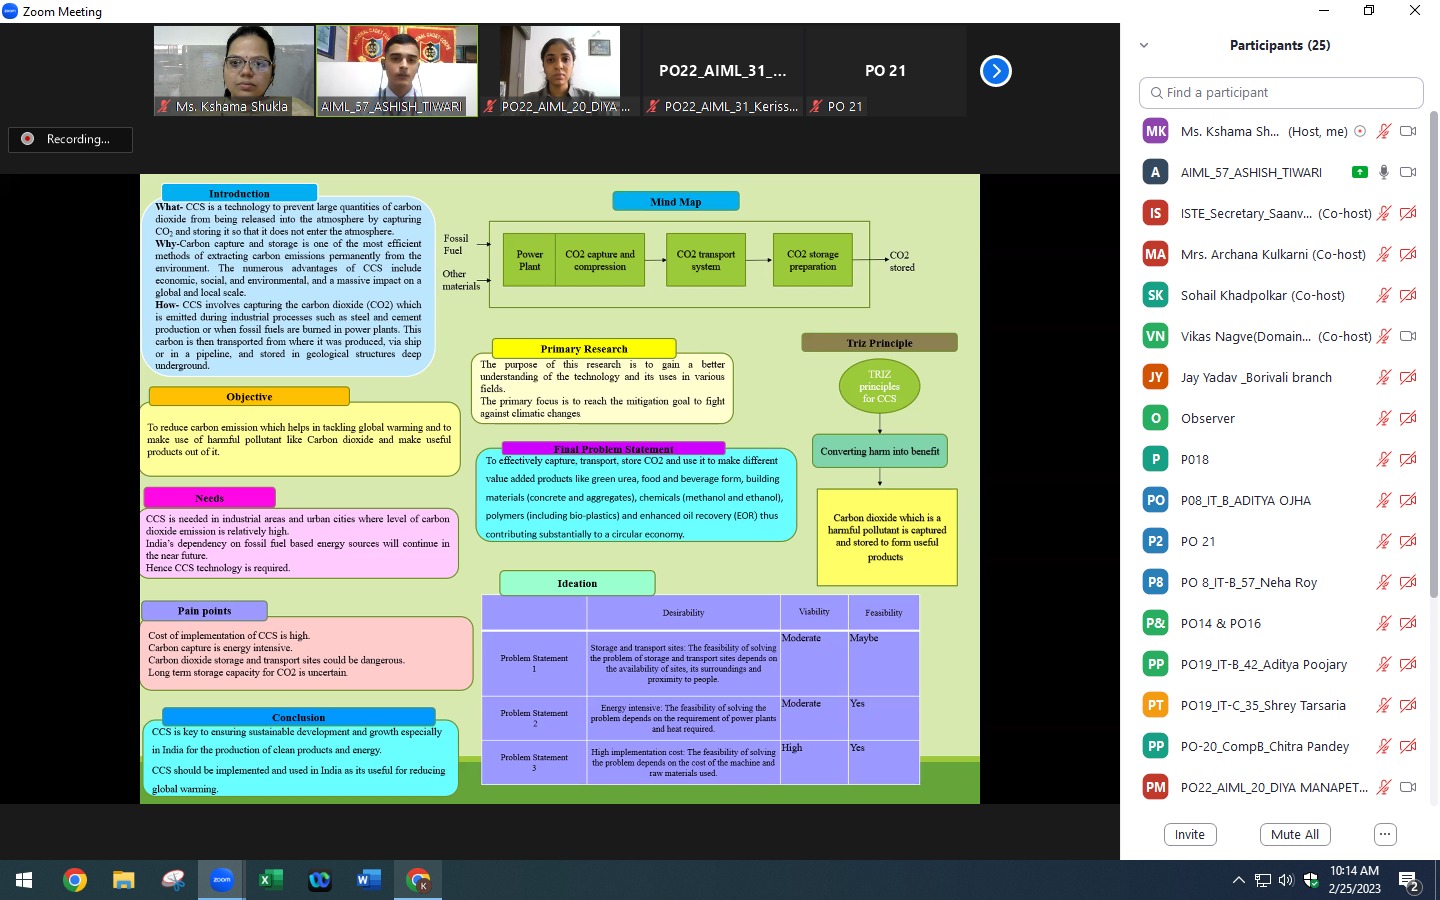 Zoom Meeting
Ms. Kshama Shukla
AIML_57_ASHISH_TIWARI
PO22_AIML_20_DIYA ...
PO22_AIML_31_...
PO22_AIML_31_Keriss...
PO 21
PO 21
Recording...
Introduction
What- CCS is a technology to prevent large quantities of carbon
dioxide from being released into the atmosphere by capturing
CO2 and storing it so that it does not enter the atmosphere.
Why-Carbon capture and storage is one of the most efficient
methods of extracting carbon emissions permanently from the
environment. The numerous advantages of CCS include
economic, social, and environmental, and a massive impact on a
global and local scale.
How- CCS involves capturing the carbon dioxide (CO2) which
is emitted during industrial processes such as steel and cement
production or when fossil fuels are burned in power plants. This
carbon is then transported from where it was produced, via ship
or in a pipeline, and stored in geological structures deep
underground.
Objective
To reduce carbon emission which helps in tackling global warming and to
make use of harmful pollutant like Carbon dioxide and make useful
products out of it.
Needs
CCS is needed in industrial areas and urban cities where level of carbon
dioxide emission is relatively high.
India's dependency on fossil fuel based energy sources will continue in
the near future.
Hence CCS technology is required.
Pain points
Cost of implementation of CCS is high.
Carbon capture is energy intensive.
Carbon dioxide storage and transport sites could be dangerous.
Long term storage capacity for CO2 is uncertain.
Conclusion
CCS is key to ensuring sustainable development and growth especially
in India for the production of clean products and energy.
CCS should be implemented and used in India as its useful for reducing
global warming.
Mind Map
Fossil
Fuel
Other
materials
Power
Plant
CO2 capture and
compression
CO2 transport
system
CO2 storage
preparation
CO2
stored
Primary Research
The purpose of this research is to gain a better
understanding of the technology and its uses in various
fields.
The primary focus is to reach the mitigation goal to fight
against climatic changes
Final Problem Statement
To effectively capture, transport, store CO2 and use it to make different
value added products like green urea, food and beverage form, building
materials (concrete and aggregates), chemicals (methanol and ethanol),
polymers (including bio-plastics) and enhanced oil recovery (EOR) thus
contributing substantially to a circular economy.
Triz Principle
TRIZ
principles
for CCS
Converting harm into benefit
Carbon dioxide which is a
harmful pollutant is captured
and stored to form useful
products
Ideation
Desirability
Viability
Feasibility
Problem Statement
1
Storage and transport sites: The feasibility of solving
the problem of storage and transport sites depends on
the availability of sites, its surroundings and
proximity to people.
Moderate
Maybe
Problem Statement
2
Energy intensive: The feasibility of solving the
problem depends on the requirement of power plants
and heat required.
Moderate
Yes
Problem Statement
3
High implementation cost: The feasibility of solving
the problem depends on the cost of the machine and
raw materials used.
High
Yes
Participants (25)
Find a participant
MK Ms. Kshama Sh... (Host, me)
A AIML_57_ASHISH_TIWARI
IS ISTE_Secretary_Saanv... (Co-host)
MA Mrs. Archana Kulkarni (Co-host)
SK Sohail Khadpolkar (Co-host)
VN Vikas Nagve(Domain... (Co-host)
JY Jay Yadav _Borivali branch
O Observer
P P018
PO P08_IT_B_ADITYA OJHA
P2 PO 21
P8 PO 8_IT-B_57_Neha Roy
P& PO14 & PO16
PP PO19_IT-B_42_Aditya Poojary
PT PO19_IT-C_35_Shrey Tarsaria
PP PO-20_CompB_Chitra Pandey
PM PO22_AIML_20_DIYA MANAPET...
Invite
Mute All
...
zoom
K
10:14 AM
2/25/2023
2